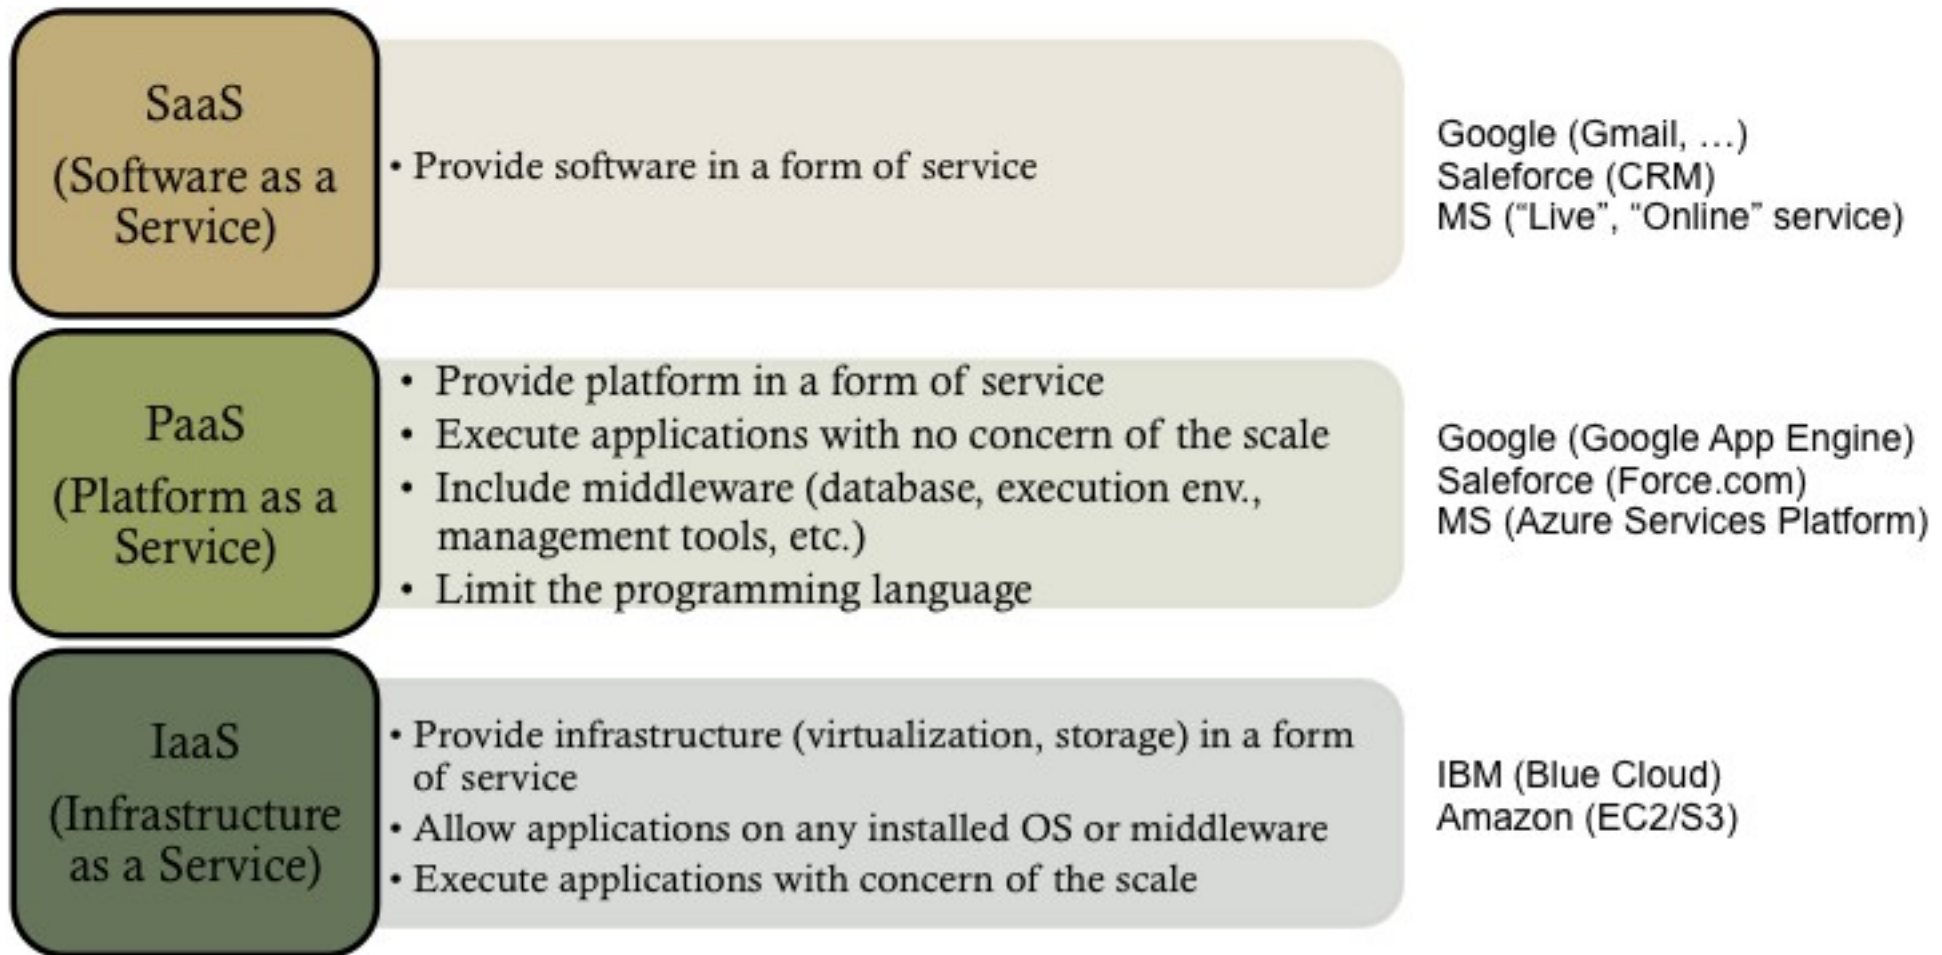 SaaS
(Software as a
Service)
• Provide software in a form of service
Google (Gmail, …)
Saleforce (CRM)
MS (“Live”, “Online” service)
PaaS
(Platform as a
Service)
• Provide platform in a form of service
• Execute applications with no concern of the scale
• Include middleware (database, execution env.,
management tools, etc.)
• Limit the programming language
Google (Google App Engine)
Saleforce (Force.com)
MS (Azure Services Platform)
IaaS
(Infrastructure
as a Service)
• Provide infrastructure (virtualization, storage) in a form
of service
• Allow applications on any installed OS or middleware
• Execute applications with concern of the scale
IBM (Blue Cloud)
Amazon (EC2/S3)